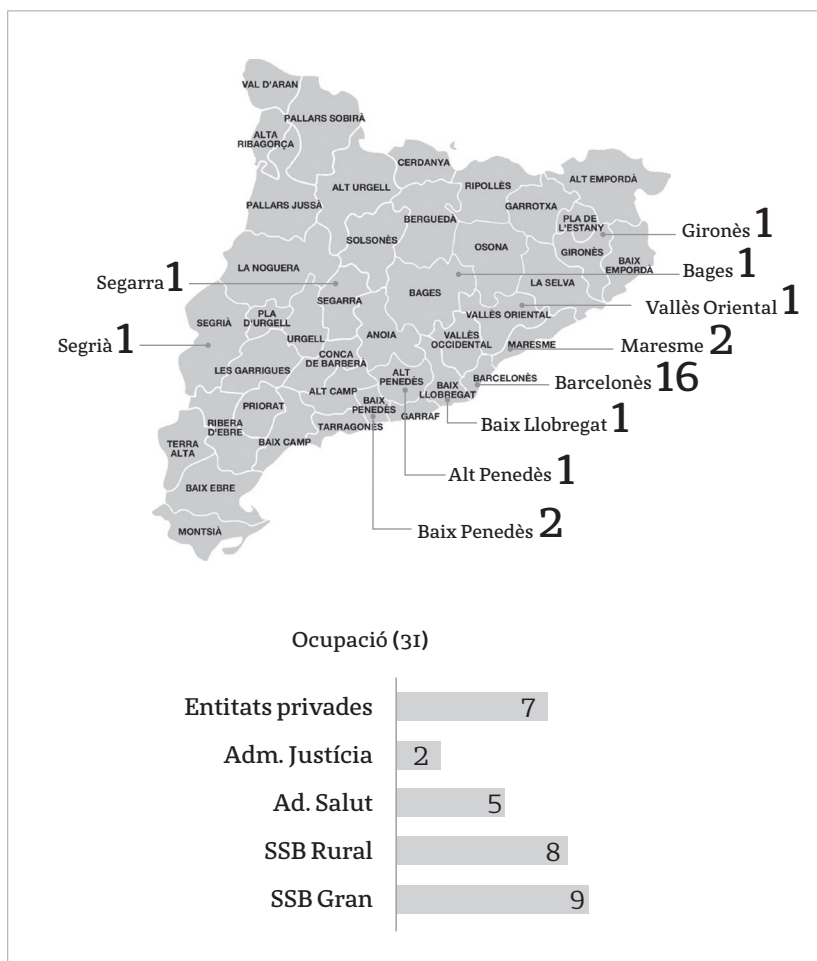 VAL D'ARAN
PALLARS SOBIRÀ
ALTA
RIBAGORÇA
CERDANYA
ALT URGELL
RIPOLLÈS
ALT EMPORDÀ
PALLARS JUSSÀ
BERGUEDÀ
GARROTXA
PLA DE
L'ESTANY
SOLSONÈS
OSONA
GIRONÈS
BAIX
EMPORDÀ
LA NOGUERA
LA SELVA
BAGES
SEGARRA
SEGRIÀ
PLA
D'URGELL
VALLÈS ORIENTAL
URGELL
ANOIA
VALLÈS
OCCIDENTAL
MARESME
CONCA
DE BARBERÀ
LES GARRIGUES
ALT
PENEDÈS
BARCELONÈS
BAIX
LLOBREGAT
ALT CAMP
BAIX
PENEDÈS
GARRAF
PRIORAT
TARRAGONÈS
RIBERA
D'EBRE
BAIX CAMP
TERRA
ALTA
BAIX EBRE
MONTSIÀ
Gironès 1
Bages 1
Vallès Oriental 1
Maresme 2
Barcelonès 16
Baix Llobregat 1
Alt Penedès 1
Baix Penedès 2
Segarra 1
Segrià 1
Ocupació (31)
Entitats privades 7
Adm. Justícia 2
Ad. Salut 5
SSB Rural 8
SSB Gran 9